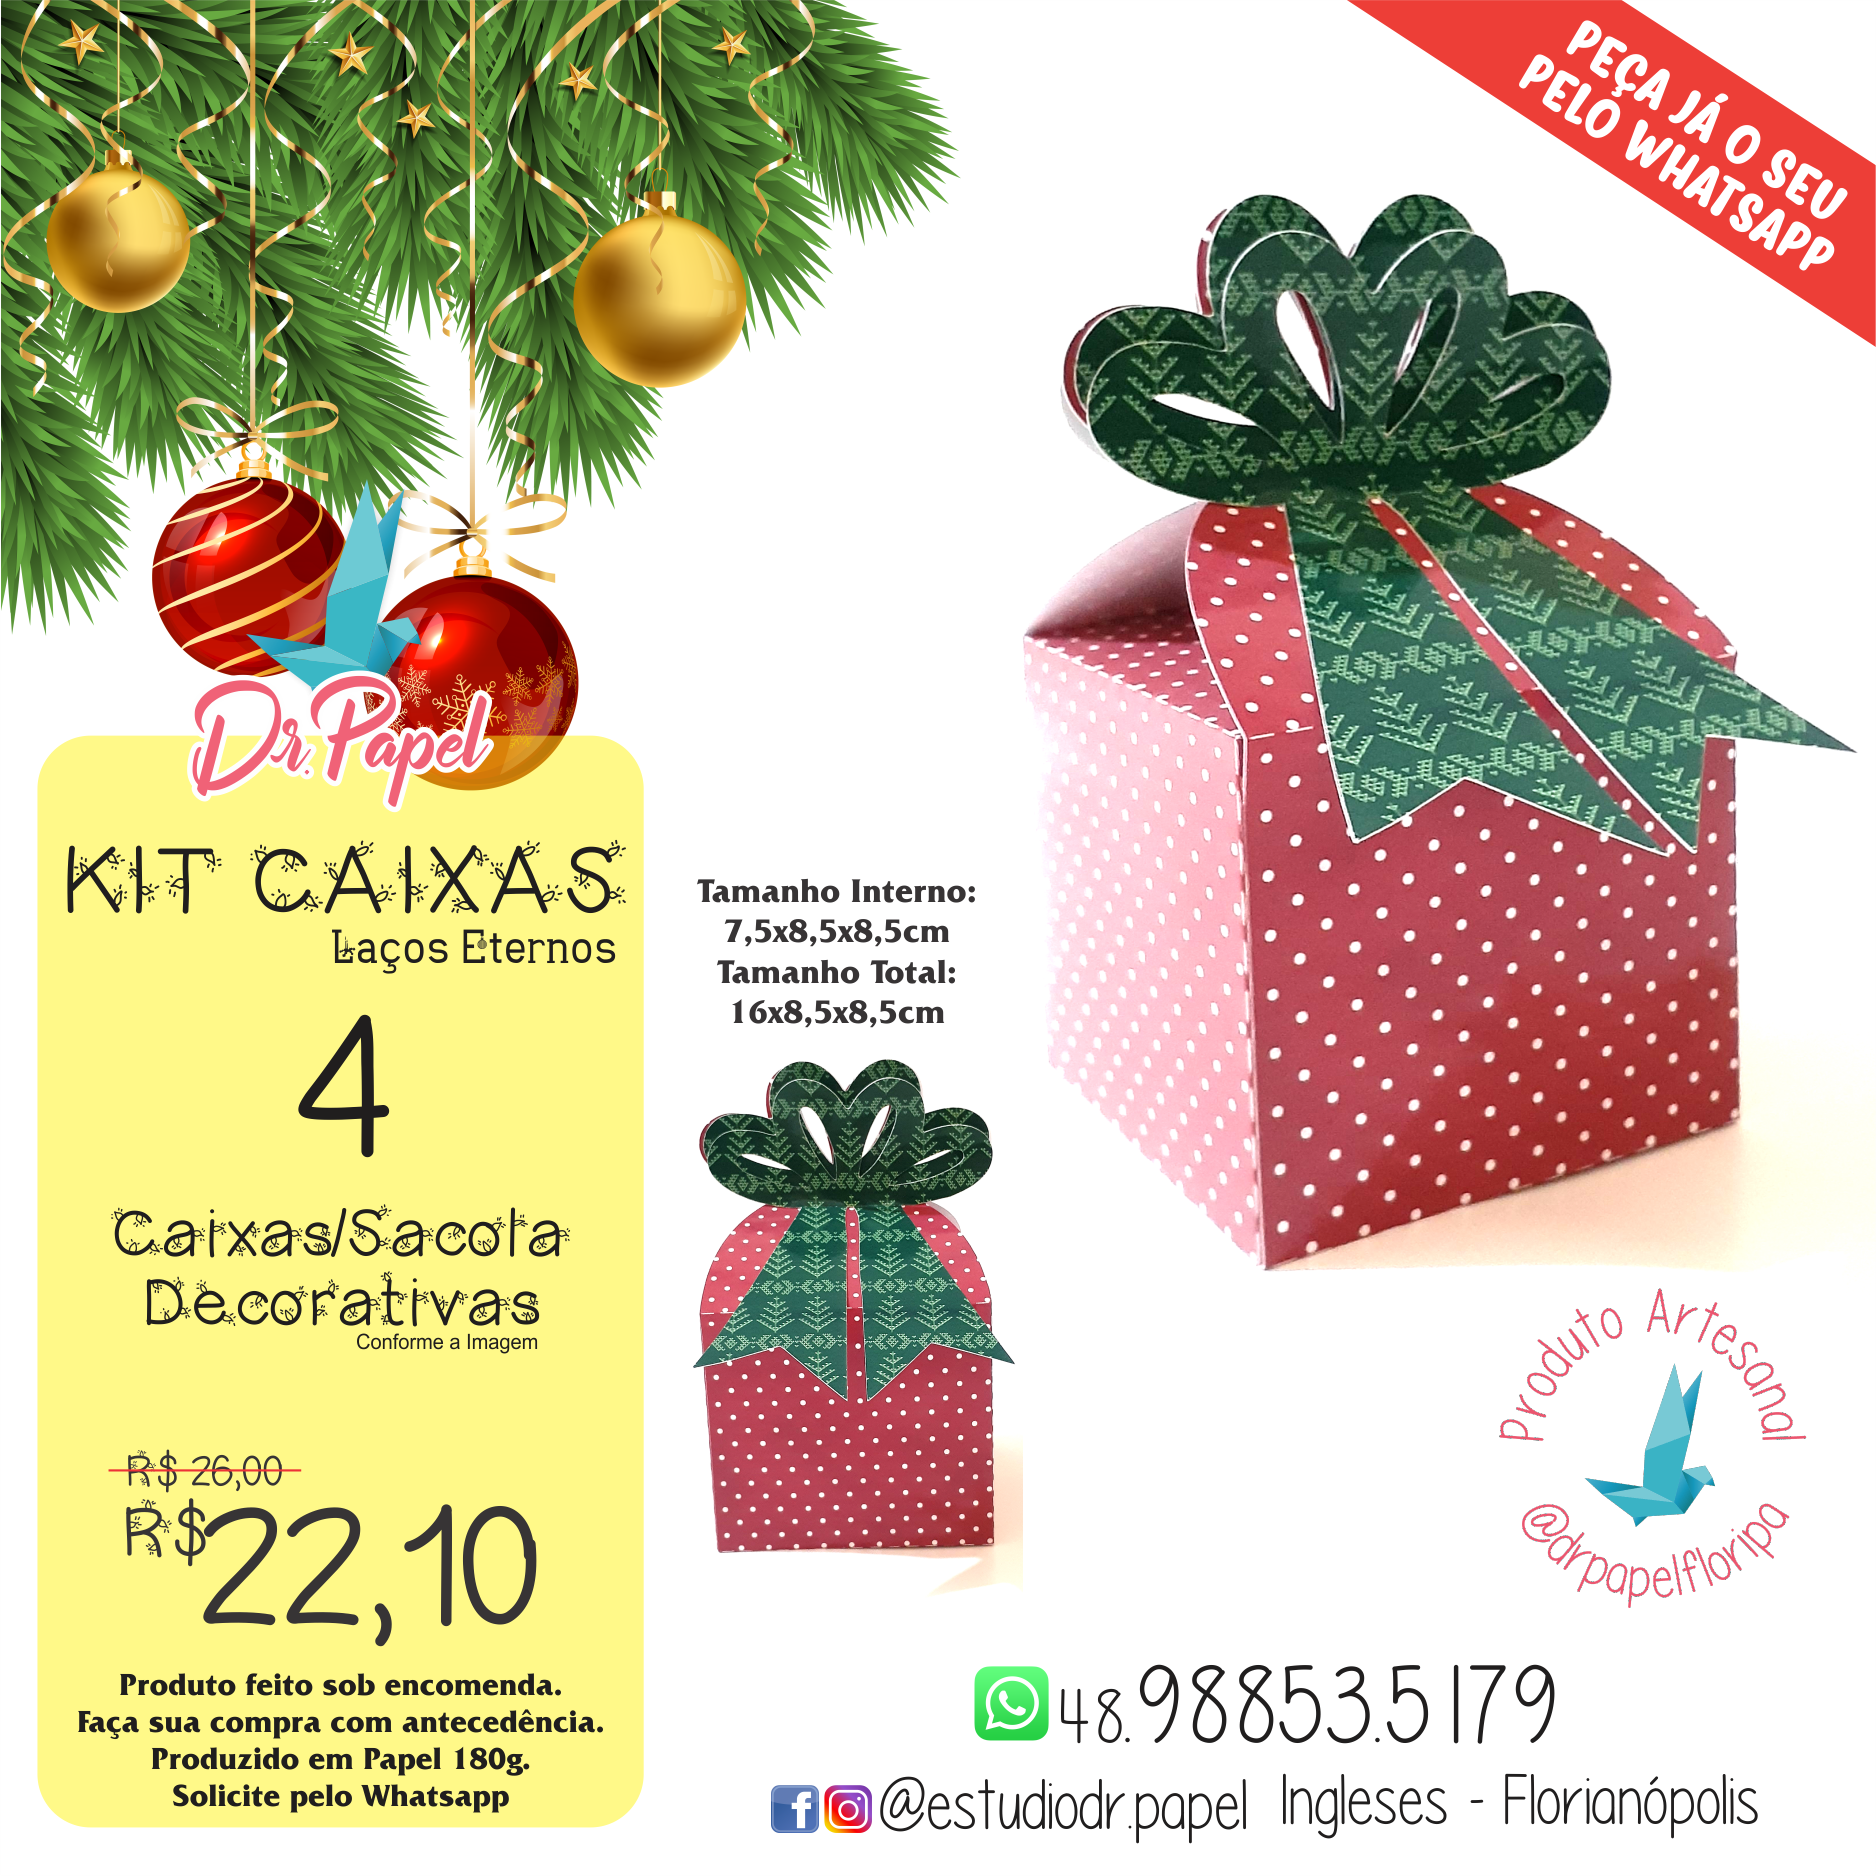 PEÇA JÁ O SEU
PELO WHATSAPP
Dr. Papel
KIT CAIXAS
Laços Eternos
4
Caixas/Sacola
Decorativas
Conforme a Imagem
R$ 26,00
R$22,10
Produto feito sob encomenda.
Faça sua compra com antecedência.
Produzido em Papel 180g.
Solicite pelo Whatsapp
Tamanho Interno:
7,5x8,5x8,5cm
Tamanho Total:
16x8,5x8,5cm
Produto Artesanal
@drpapelfloripa
48.98853.5179
@estudiodr.papel Ingleses - Florianópolis